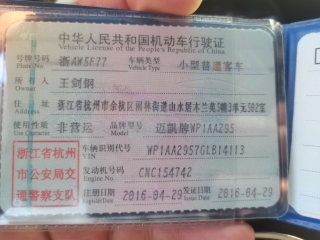 中华人民共和国机动车行驶证
Vehicle License of the People's Republic of China
号牌号码 浙AW5F77 车辆类型 小型普通客车
Plate No. Vehicle Type
所有人 王剑钢
Owner
住址 浙江省杭州市余杭区闲林街道山水居木兰苑3幢3单元502室
Address
使用性质 非营运 品牌型号 迈凯牌WP1AA295
Use Character Model
浙江省杭州 车辆识别代号 WP1AA2957GLB14113
VIN
市公安局交 发动机号码 CNC154742
Engine No.
通警察支队 注册日期 2016-04-29 发证日期 2016-04-29
Register Date Issue Date